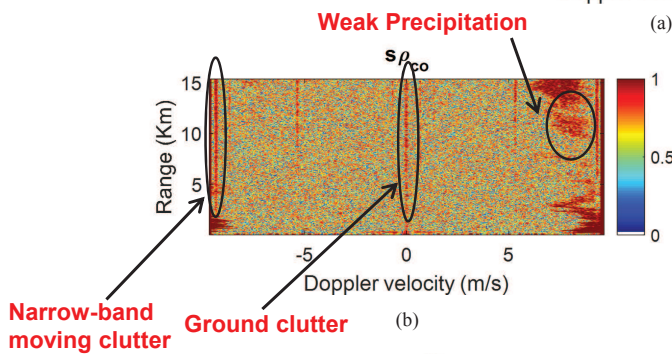 Weak Precipitation
(a)
sρco
15
10
5
Range (Km)
-5
0
5
Doppler velocity (m/s)
1
0.5
0
Narrow-band
moving clutter
Ground clutter
(b)